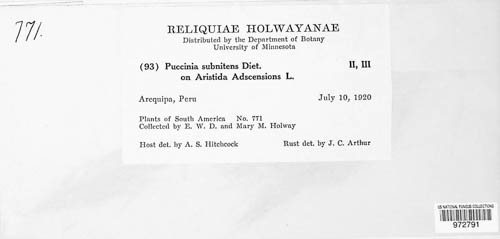 771.
RELIQUIAE HOLWAYANAE
Distributed by the Department of Botany
University of Minnesota
(93) Puccinia subnitens Diet. II, III
on Aristida Adscensions L.
Arequipa, Peru July 10, 1920
Plants of South America No. 771
Collected by E. W. D. and Mary M. Holway
Host det. by A. S. Hitchcock Rust det. by J. C. Arthur
US NATIONAL FUNGUS COLLECTIONS
972791